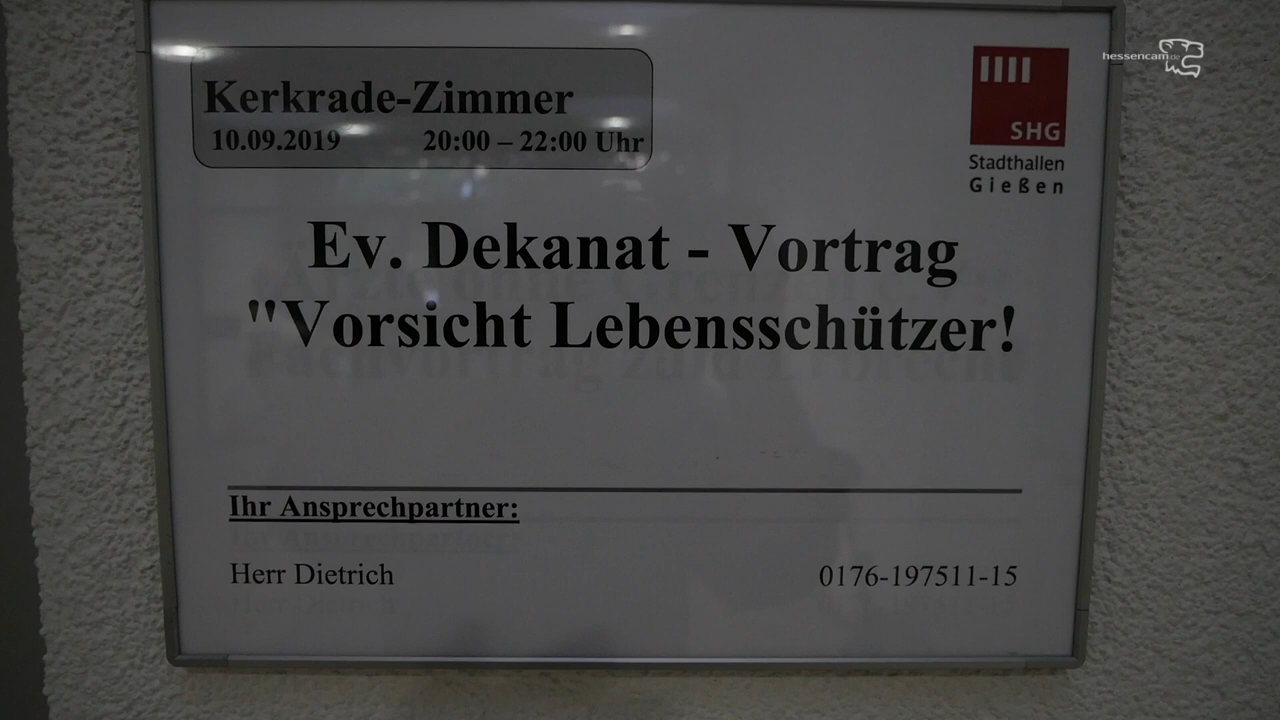 Kerkrade-Zimmer
10.09.2019 20:00 – 22:00 Uhr
hessencam.de
SHG
Stadthallen
Gießen
Ev. Dekanat - Vortrag
"Vorsicht Lebensschützer!
Ihr Ansprechpartner:
Herr Dietrich 0176-197511-15